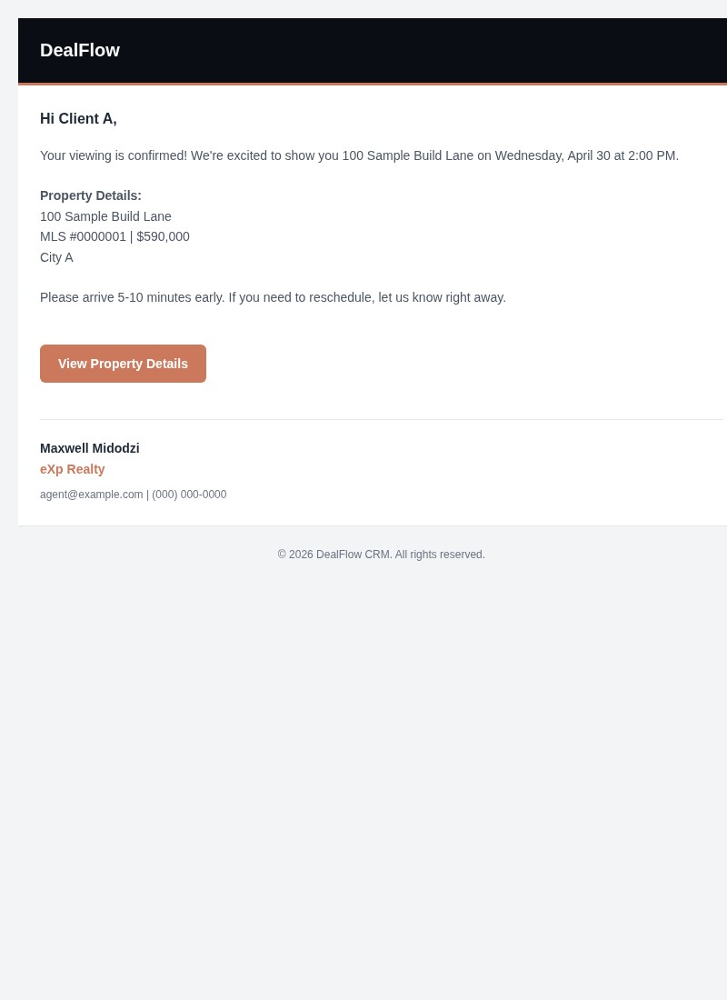 DealFlow
Hi Client A,
Your viewing is confirmed! We're excited to show you 100 Sample Build Lane on Wednesday, April 30 at 2:00 PM.
Property Details:
100 Sample Build Lane
MLS #0000001 | $590,000
City A
Please arrive 5-10 minutes early. If you need to reschedule, let us know right away.
View Property Details
Maxwell Midodzi
eXp Realty
agent@example.com | (000) 000-0000
© 2026 DealFlow CRM. All rights reserved.